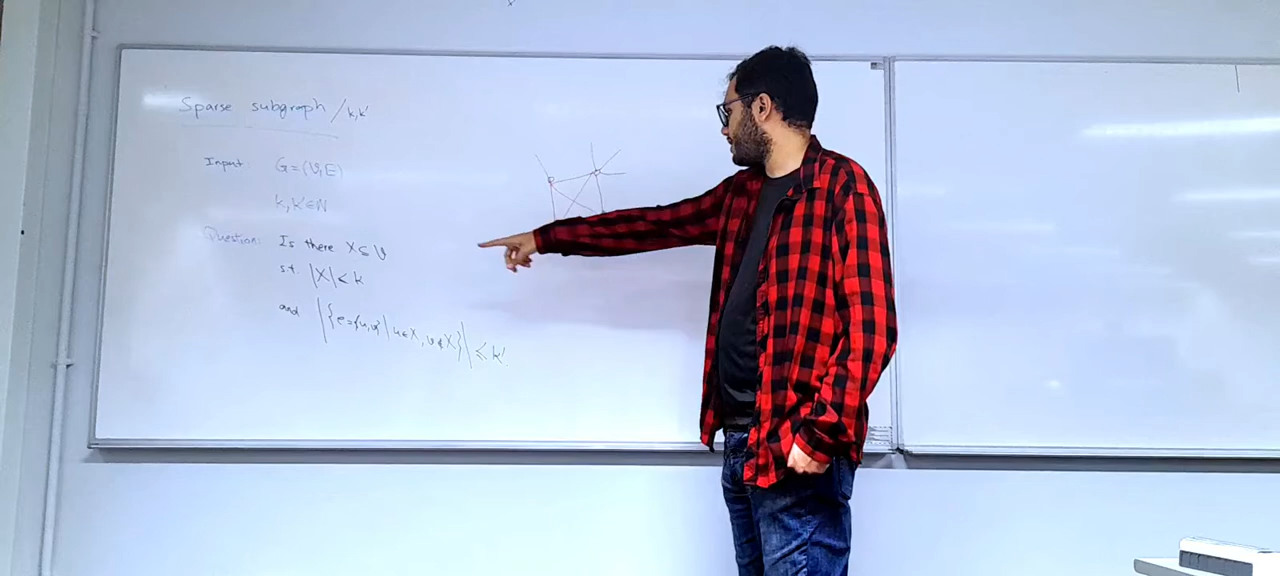 Sparse subgraph /k,k'
Input: G=(V,E)
k,k'∈N
Question: Is there X⊆V
s.t. |X|≤k
and |{e={u,v}|u∈X,v∉X}|≤k'